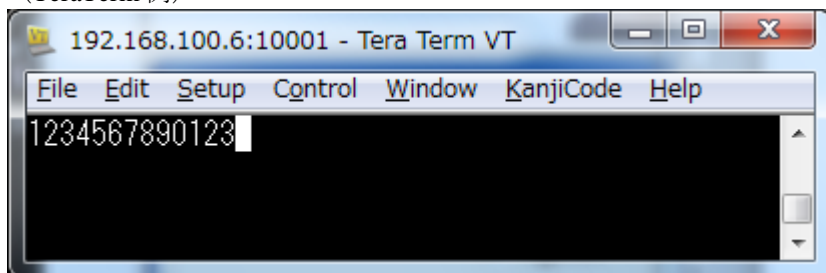 (TeraTerm 例)
192.168.100.6:10001 - Tera Term VT
File Edit Setup Control Window KanjiCode Help
1234567890123